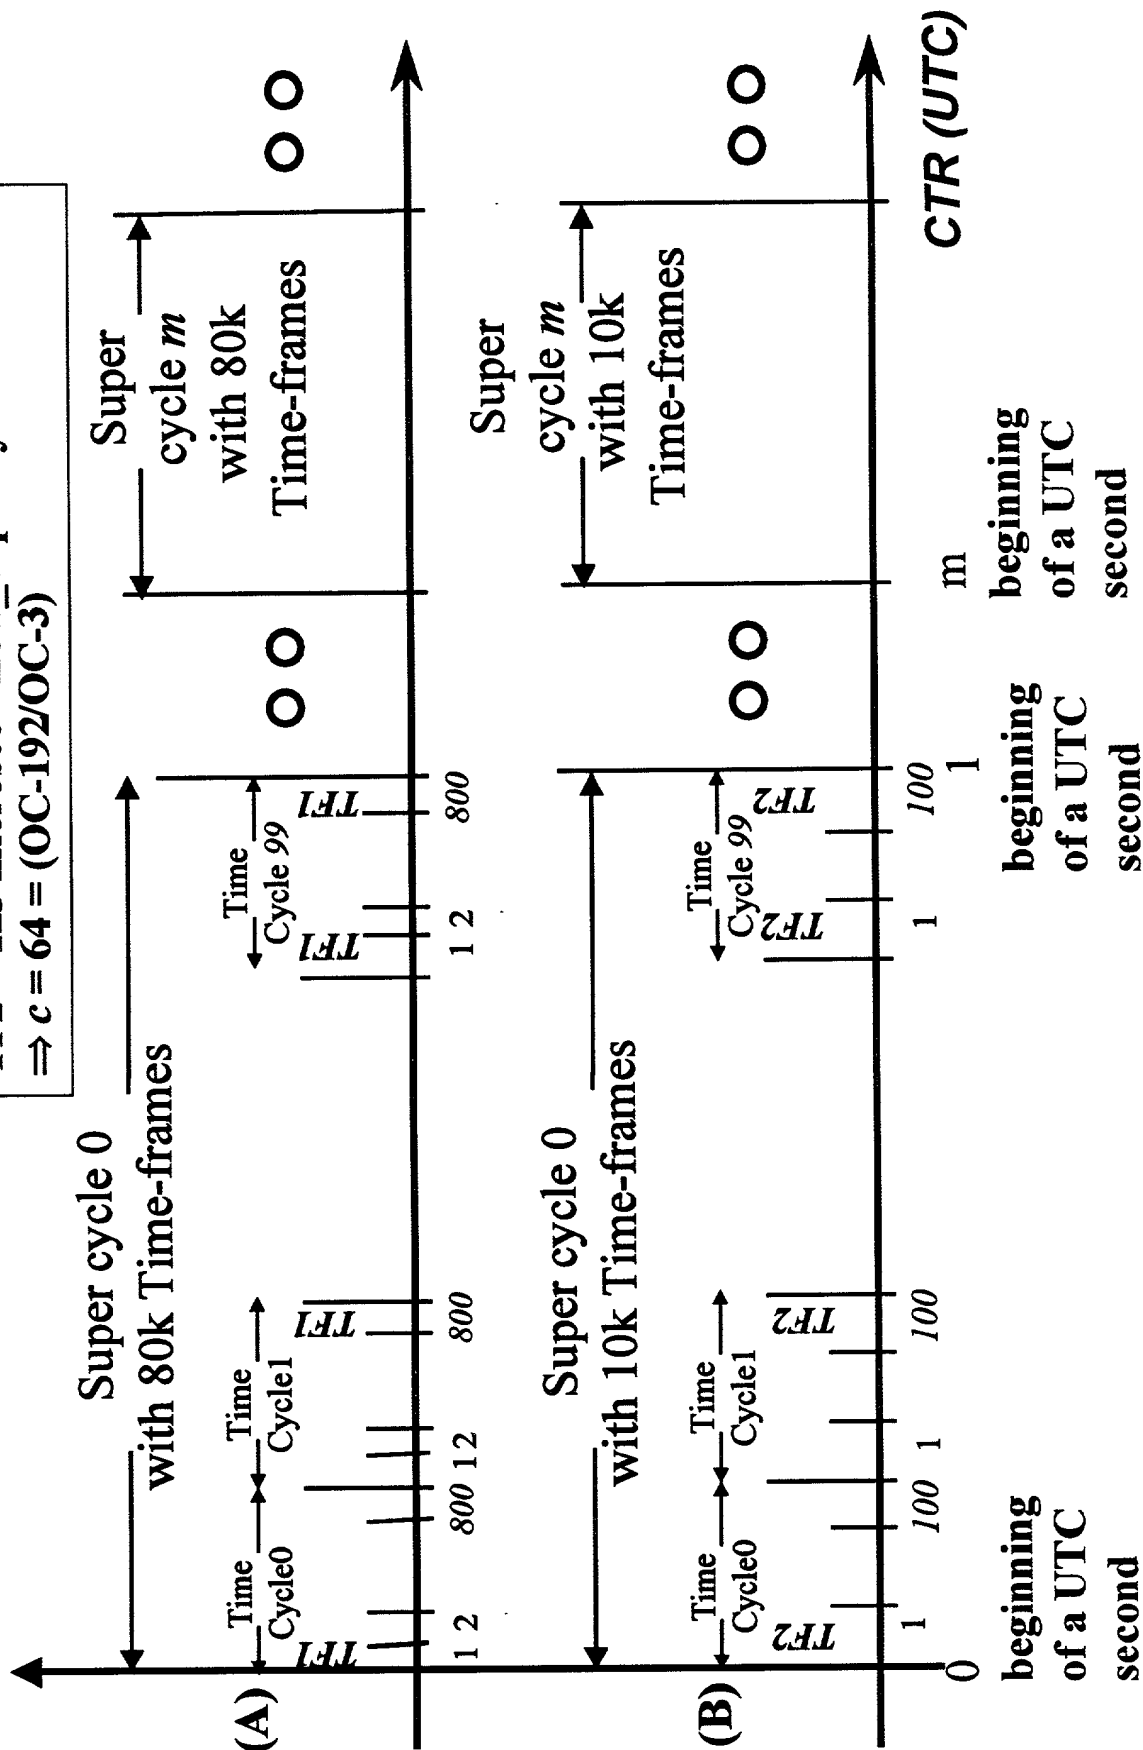 ⇒ c = 64 = (OC-192/OC-3)
Super cycle 0
with 80k Time-frames
Super
cycle m
with 80k
Time-frames
(A)
Time
Cycle0
Time
Cycle1
Time
Cycle 99
TF1
TF1
TF1
TF1
1 2
800
1 2
800
1 2
800
Super cycle 0
with 10k Time-frames
Super
cycle m
with 10k
Time-frames
(B)
Time
Cycle0
Time
Cycle1
Time
Cycle 99
TF2
TF2
TF2
TF2
1
100
1
100
1
100
CTR (UTC)
0
beginning
of a UTC
second
1
beginning
of a UTC
second
m
beginning
of a UTC
second